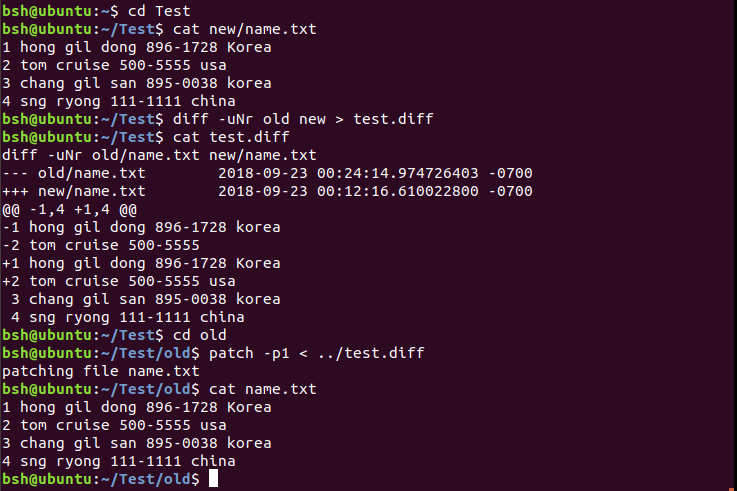 bsh@ubuntu:~$ cd Test
bsh@ubuntu:~/Test$ cat new/name.txt
1 hong gil dong 896-1728 Korea
2 tom cruise 500-5555 usa
3 chang gil san 895-0038 korea
4 sng ryong 111-1111 china
bsh@ubuntu:~/Test$ diff -uNr old new > test.diff
bsh@ubuntu:~/Test$ cat test.diff
diff -uNr old/name.txt new/name.txt
--- old/name.txt        2018-09-23 00:24:14.974726403 -0700
+++ new/name.txt        2018-09-23 00:12:16.610022800 -0700
@@ -1,4 +1,4 @@
-1 hong gil dong 896-1728 korea
-2 tom cruise 500-5555
+1 hong gil dong 896-1728 Korea
+2 tom cruise 500-5555 usa
 3 chang gil san 895-0038 korea
 4 sng ryong 111-1111 china
bsh@ubuntu:~/Test$ cd old
bsh@ubuntu:~/Test/old$ patch -p1 < ../test.diff
patching file name.txt
bsh@ubuntu:~/Test/old$ cat name.txt
1 hong gil dong 896-1728 Korea
2 tom cruise 500-5555 usa
3 chang gil san 895-0038 korea
4 sng ryong 111-1111 china
bsh@ubuntu:~/Test/old$